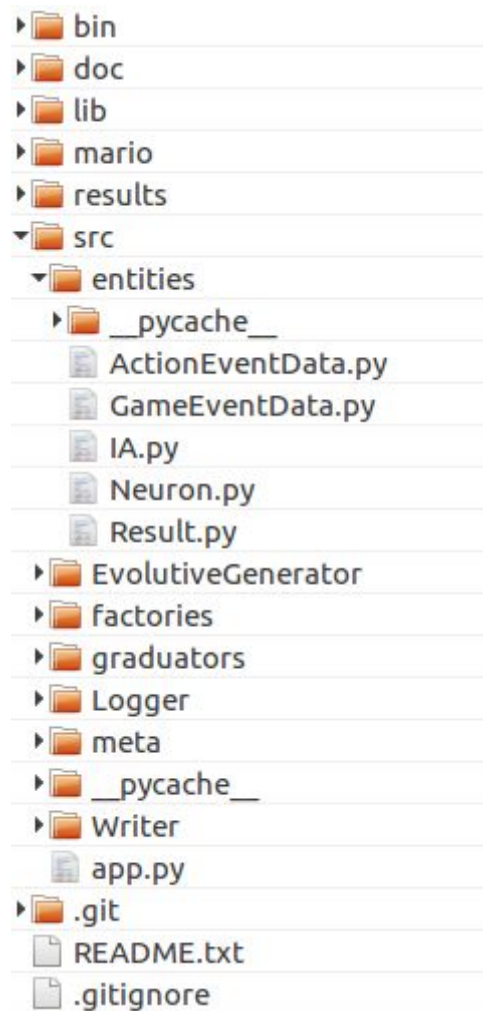 bin
doc
lib
mario
results
src
entities
__pycache__
ActionEventData.py
GameEventData.py
IA.py
Neuron.py
Result.py
EvolutiveGenerator
factories
graduators
Logger
meta
__pycache__
Writer
app.py
.git
README.txt
.gitignore